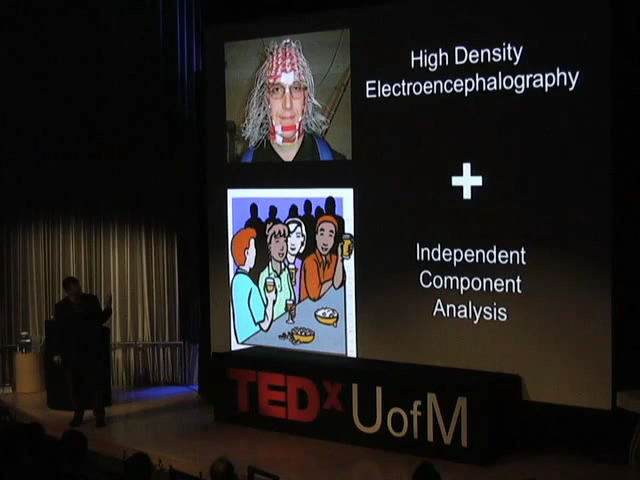 High Density
Electroencephalography
+
Independent
Component
Analysis
TEDx UofM